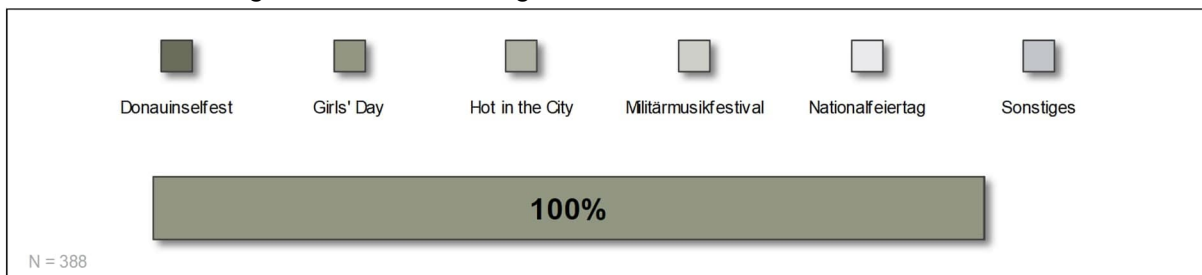 Donauinselfest Girls' Day Hot in the City Militärmusikfestival Nationalfeiertag Sonstiges
100%
N = 388